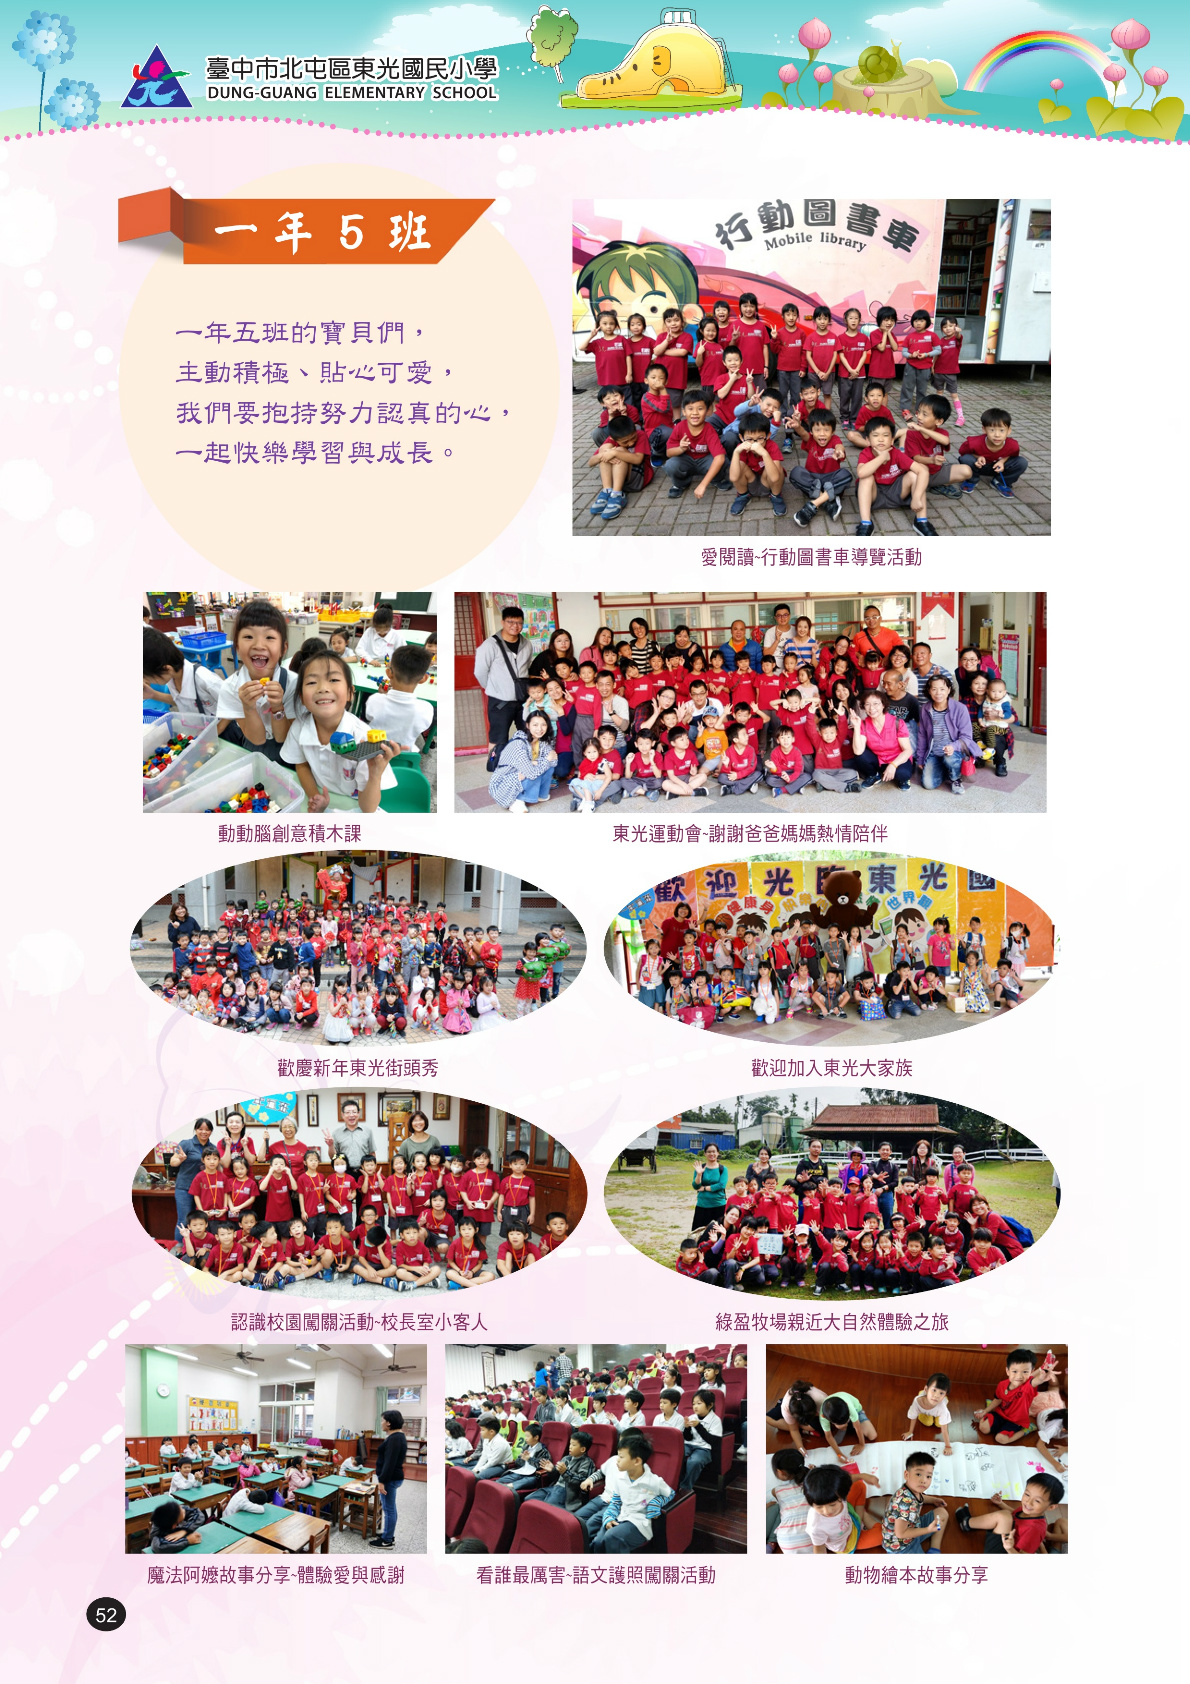 臺中市北屯區東光國民小學
DUNG-GUANG ELEMENTARY SCHOOL
一年5班
一年五班的寶貝們，
主動積極、貼心可愛，
我們要抱持努力認真的心，
一起快樂學習與成長。
行動圖書車
Mobile library
愛閱讀~行動圖書車導覽活動
動動腦創意積木課
東光運動會~謝謝爸爸媽媽熱情陪伴
歡迎光臨東光國
健康身
世界觀
歡慶新年東光街頭秀
歡迎加入東光大家族
認識校園闖關活動~校長室小客人
綠盈牧場親近大自然體驗之旅
魔法阿嬤故事分享~體驗愛與感謝
看誰最厲害~語文護照闖關活動
動物繪本故事分享
52